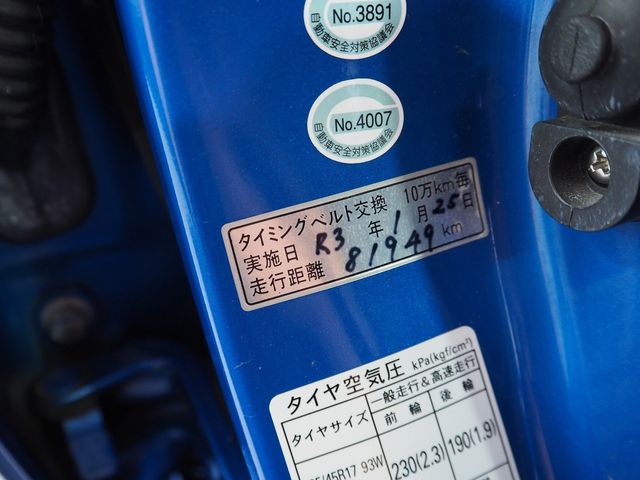 No.3891
自動車安全対策協議会
No.4007
自動車安全対策協議会
タイミングベルト交換 10万km毎
実施日 R3 年 1 月 25 日
走行距離 81949 km
タイヤ空気圧 kPa(kgf/cm²)
タイヤサイズ 一般走行&高速走行
前輪 後輪
5/45R17 93W 230(2.3) 190(1.9)